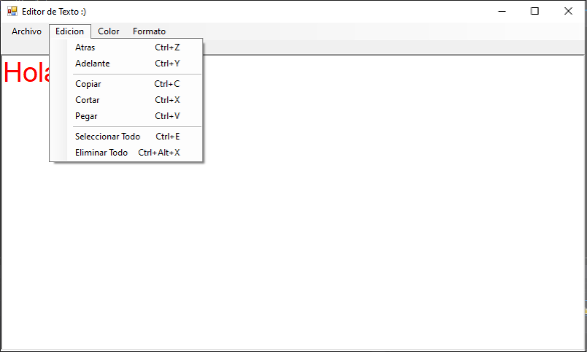 Editor de Texto :)
Archivo Edicion Color Formato
Atras Ctrl+Z
Adelante Ctrl+Y
Copiar Ctrl+C
Cortar Ctrl+X
Pegar Ctrl+V
Seleccionar Todo Ctrl+E
Eliminar Todo Ctrl+Alt+X
Hola